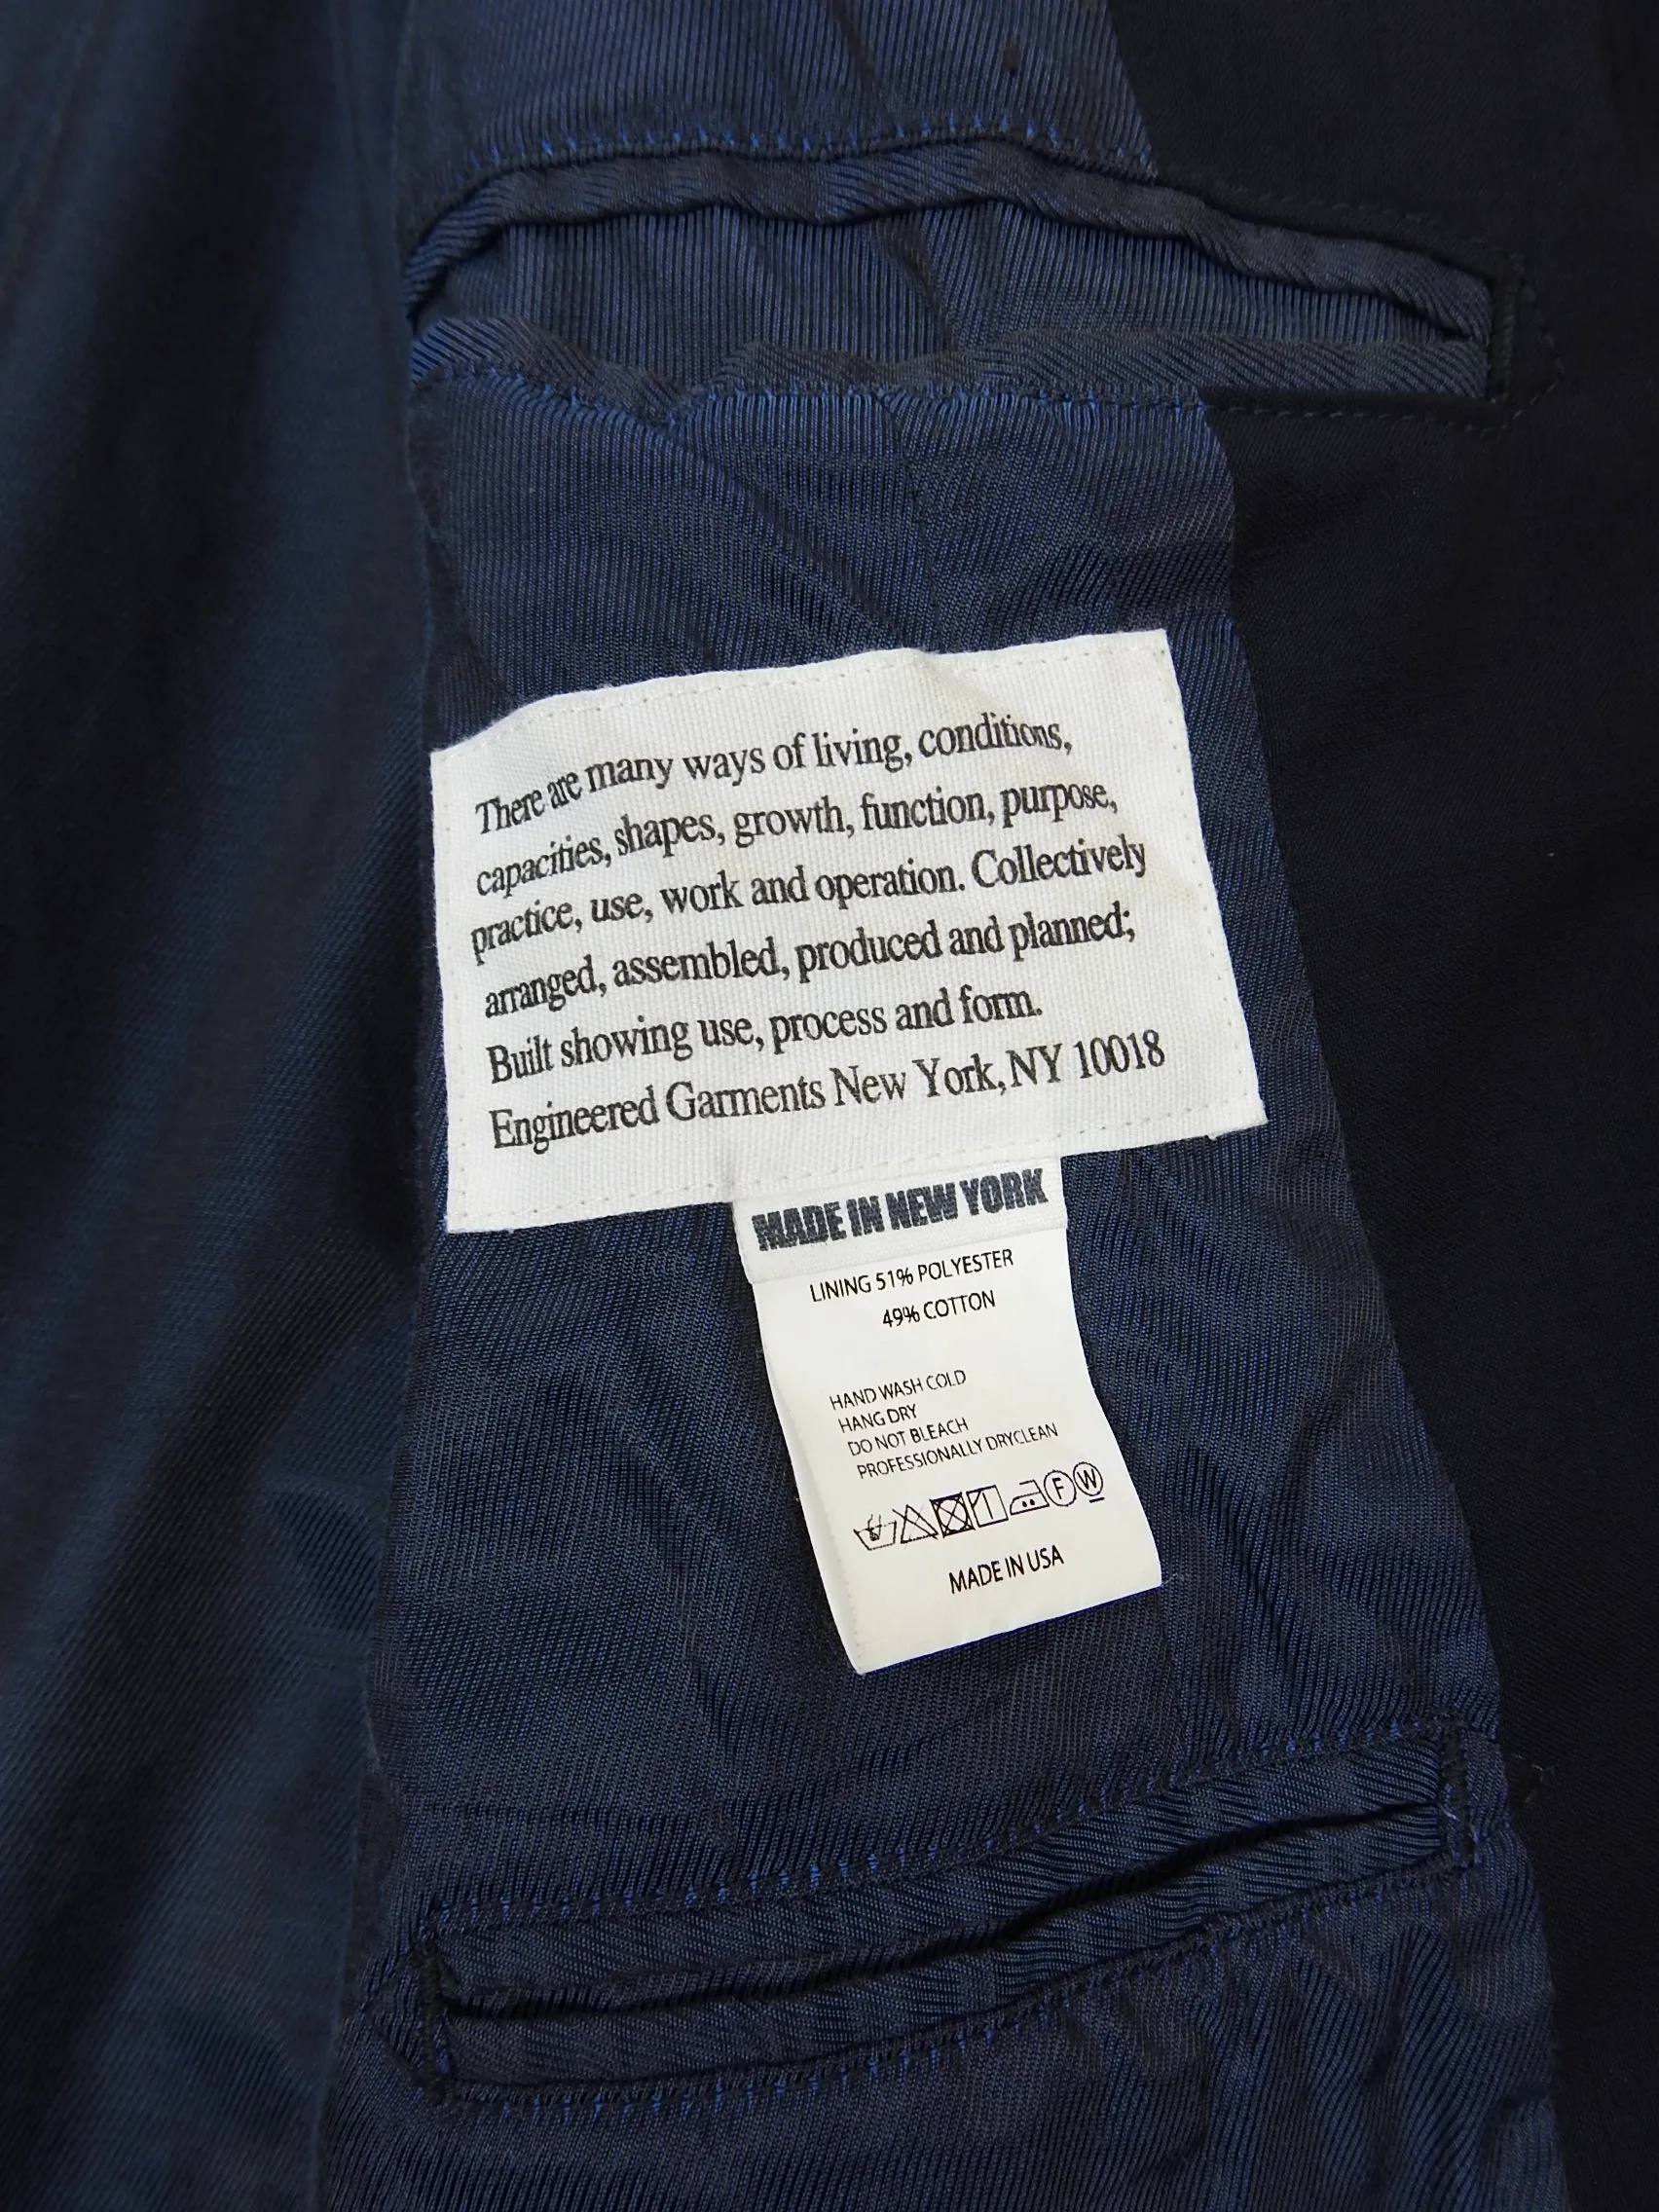 There are many ways of living, conditions,
capacities, shapes, growth, function, purpose,
practice, use, work and operation. Collectively
arranged, assembled, produced and planned;
Built showing use, process and form.
Engineered Garments New York, NY 10018
MADE IN NEW YORK
LINING 51% POLYESTER
49% COTTON
HAND WASH COLD
HANG DRY
DO NOT BLEACH
PROFESSIONALLY DRYCLEAN
F W
MADE IN USA